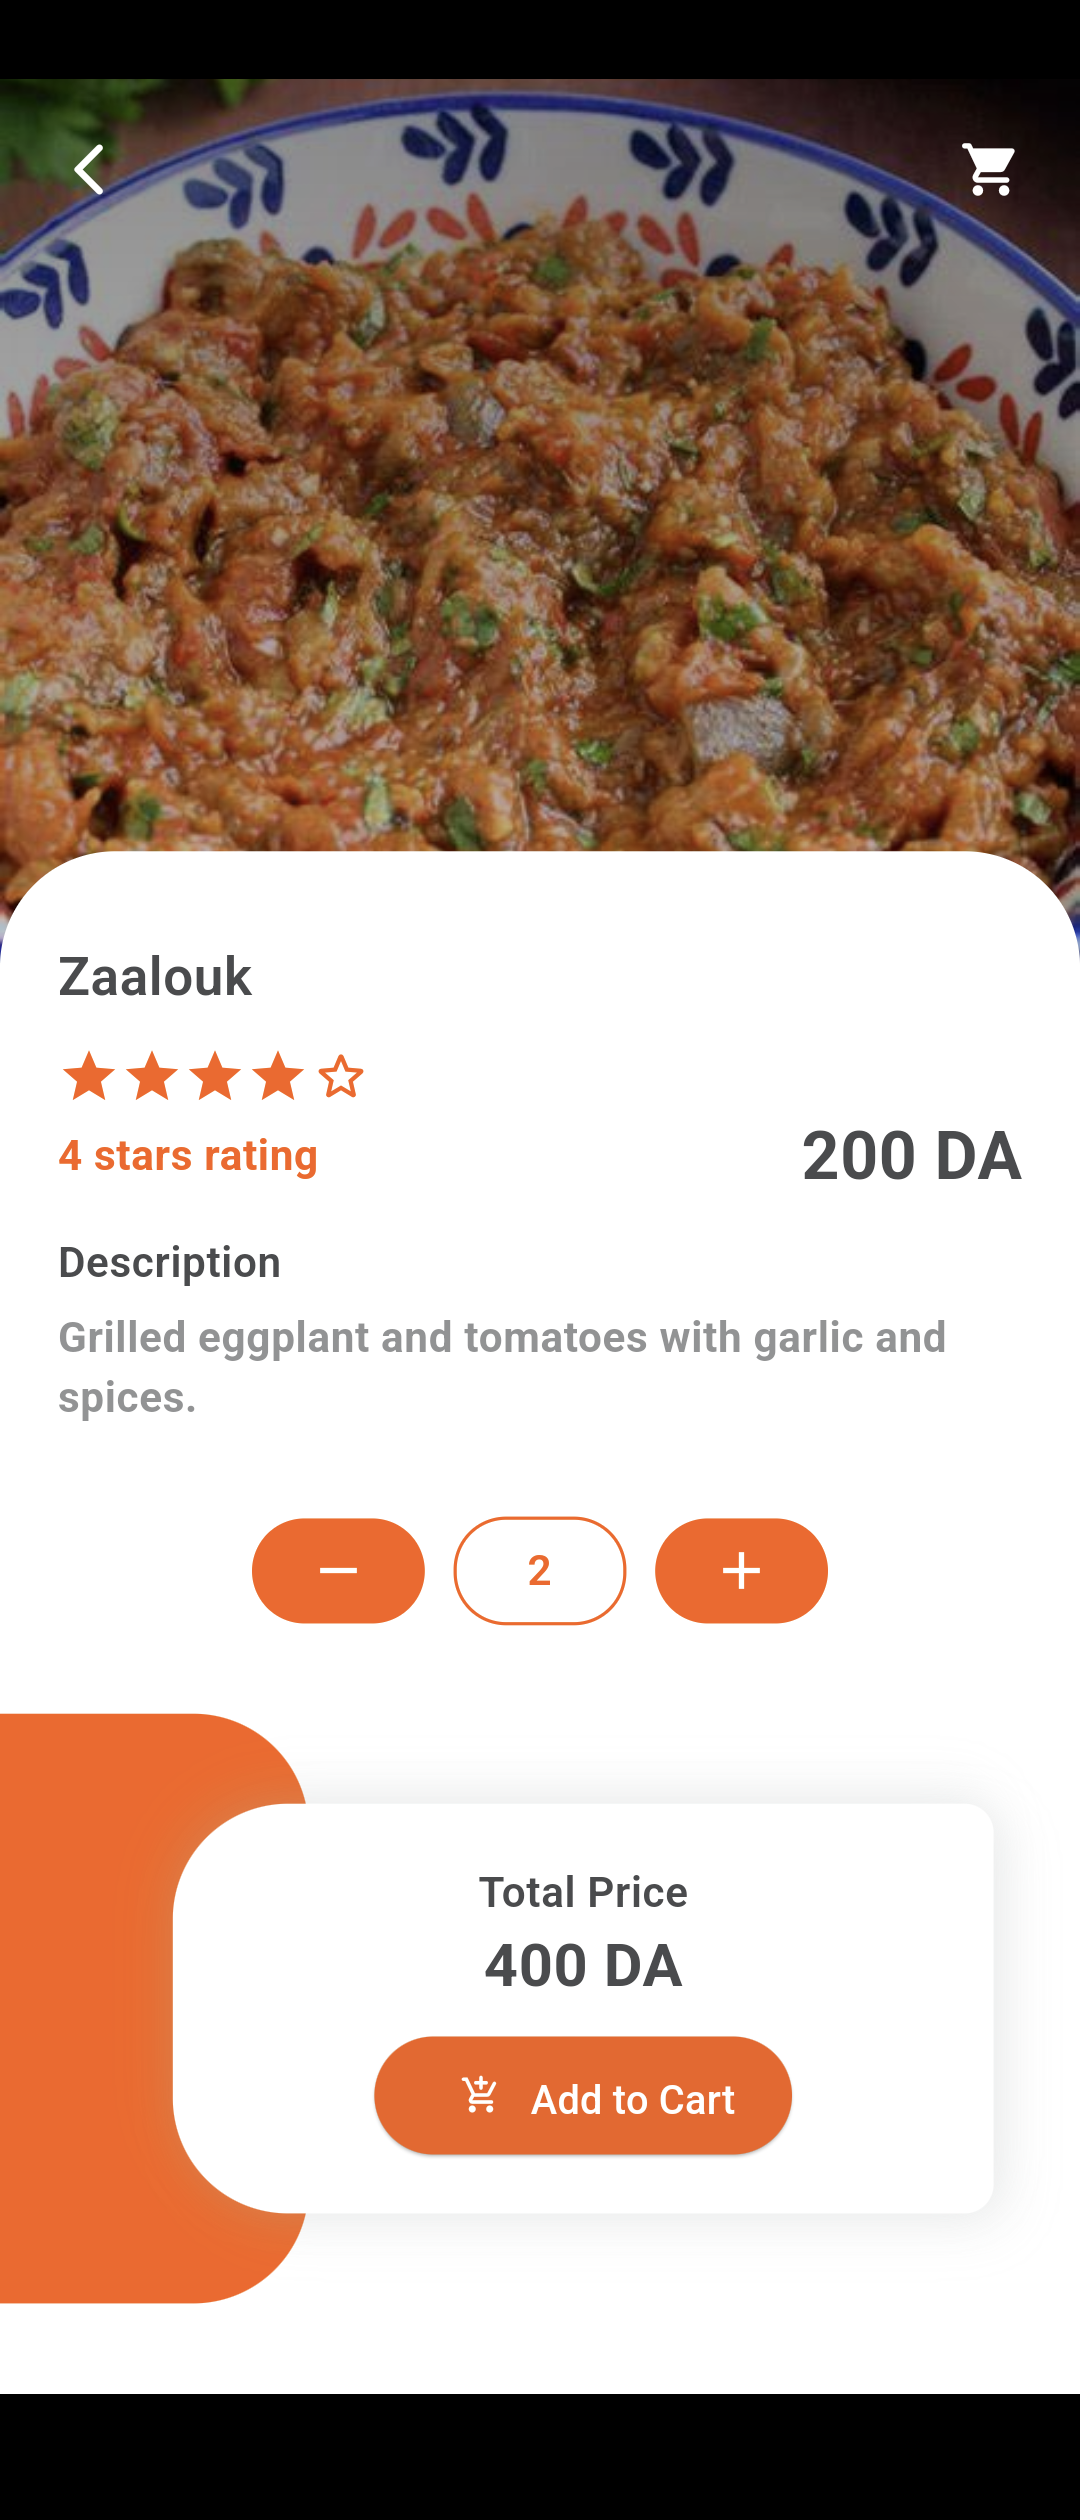 Zaalouk
4 stars rating
200 DA
Description
Grilled eggplant and tomatoes with garlic and
spices.
2
Total Price
400 DA
Add to Cart